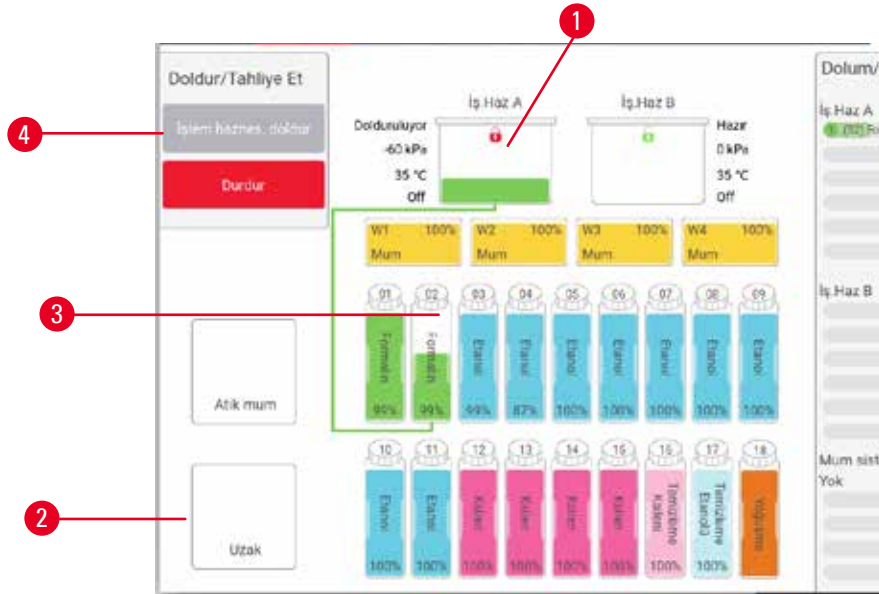 1
Doldur/Tahliye Et
İşlem haznes. doldur
Durdur
4
İş Haz A
İş.Haz B
Dolduruluyor
-60 kPa
35 °C
Off
Hazır
0 kPa
35 °C
Off
W1 100% W2 100% W3 100% W4 100%
Mum Mum Mum Mum
3
01 02 03 04 05 06 07 08 09
Formalin Formalin Etanol Etanol Etanol Etanol Etanol Etanol Etanol
99% 99% 99% 87% 100% 100% 100% 100% 100%
Atık mum
10 11 12 13 14 15 16 17 18
Etanol Etanol Ksilen Ksilen Ksilen Ksilen Temizleme Ksileni Temizleme Etanolü Yoğuşma
100% 100% 100% 100% 100% 100% 100% 100%
2
Uzak
Dolum/
İş Haz A
(02) Fo
İş.Haz B
Mum sist
Yok